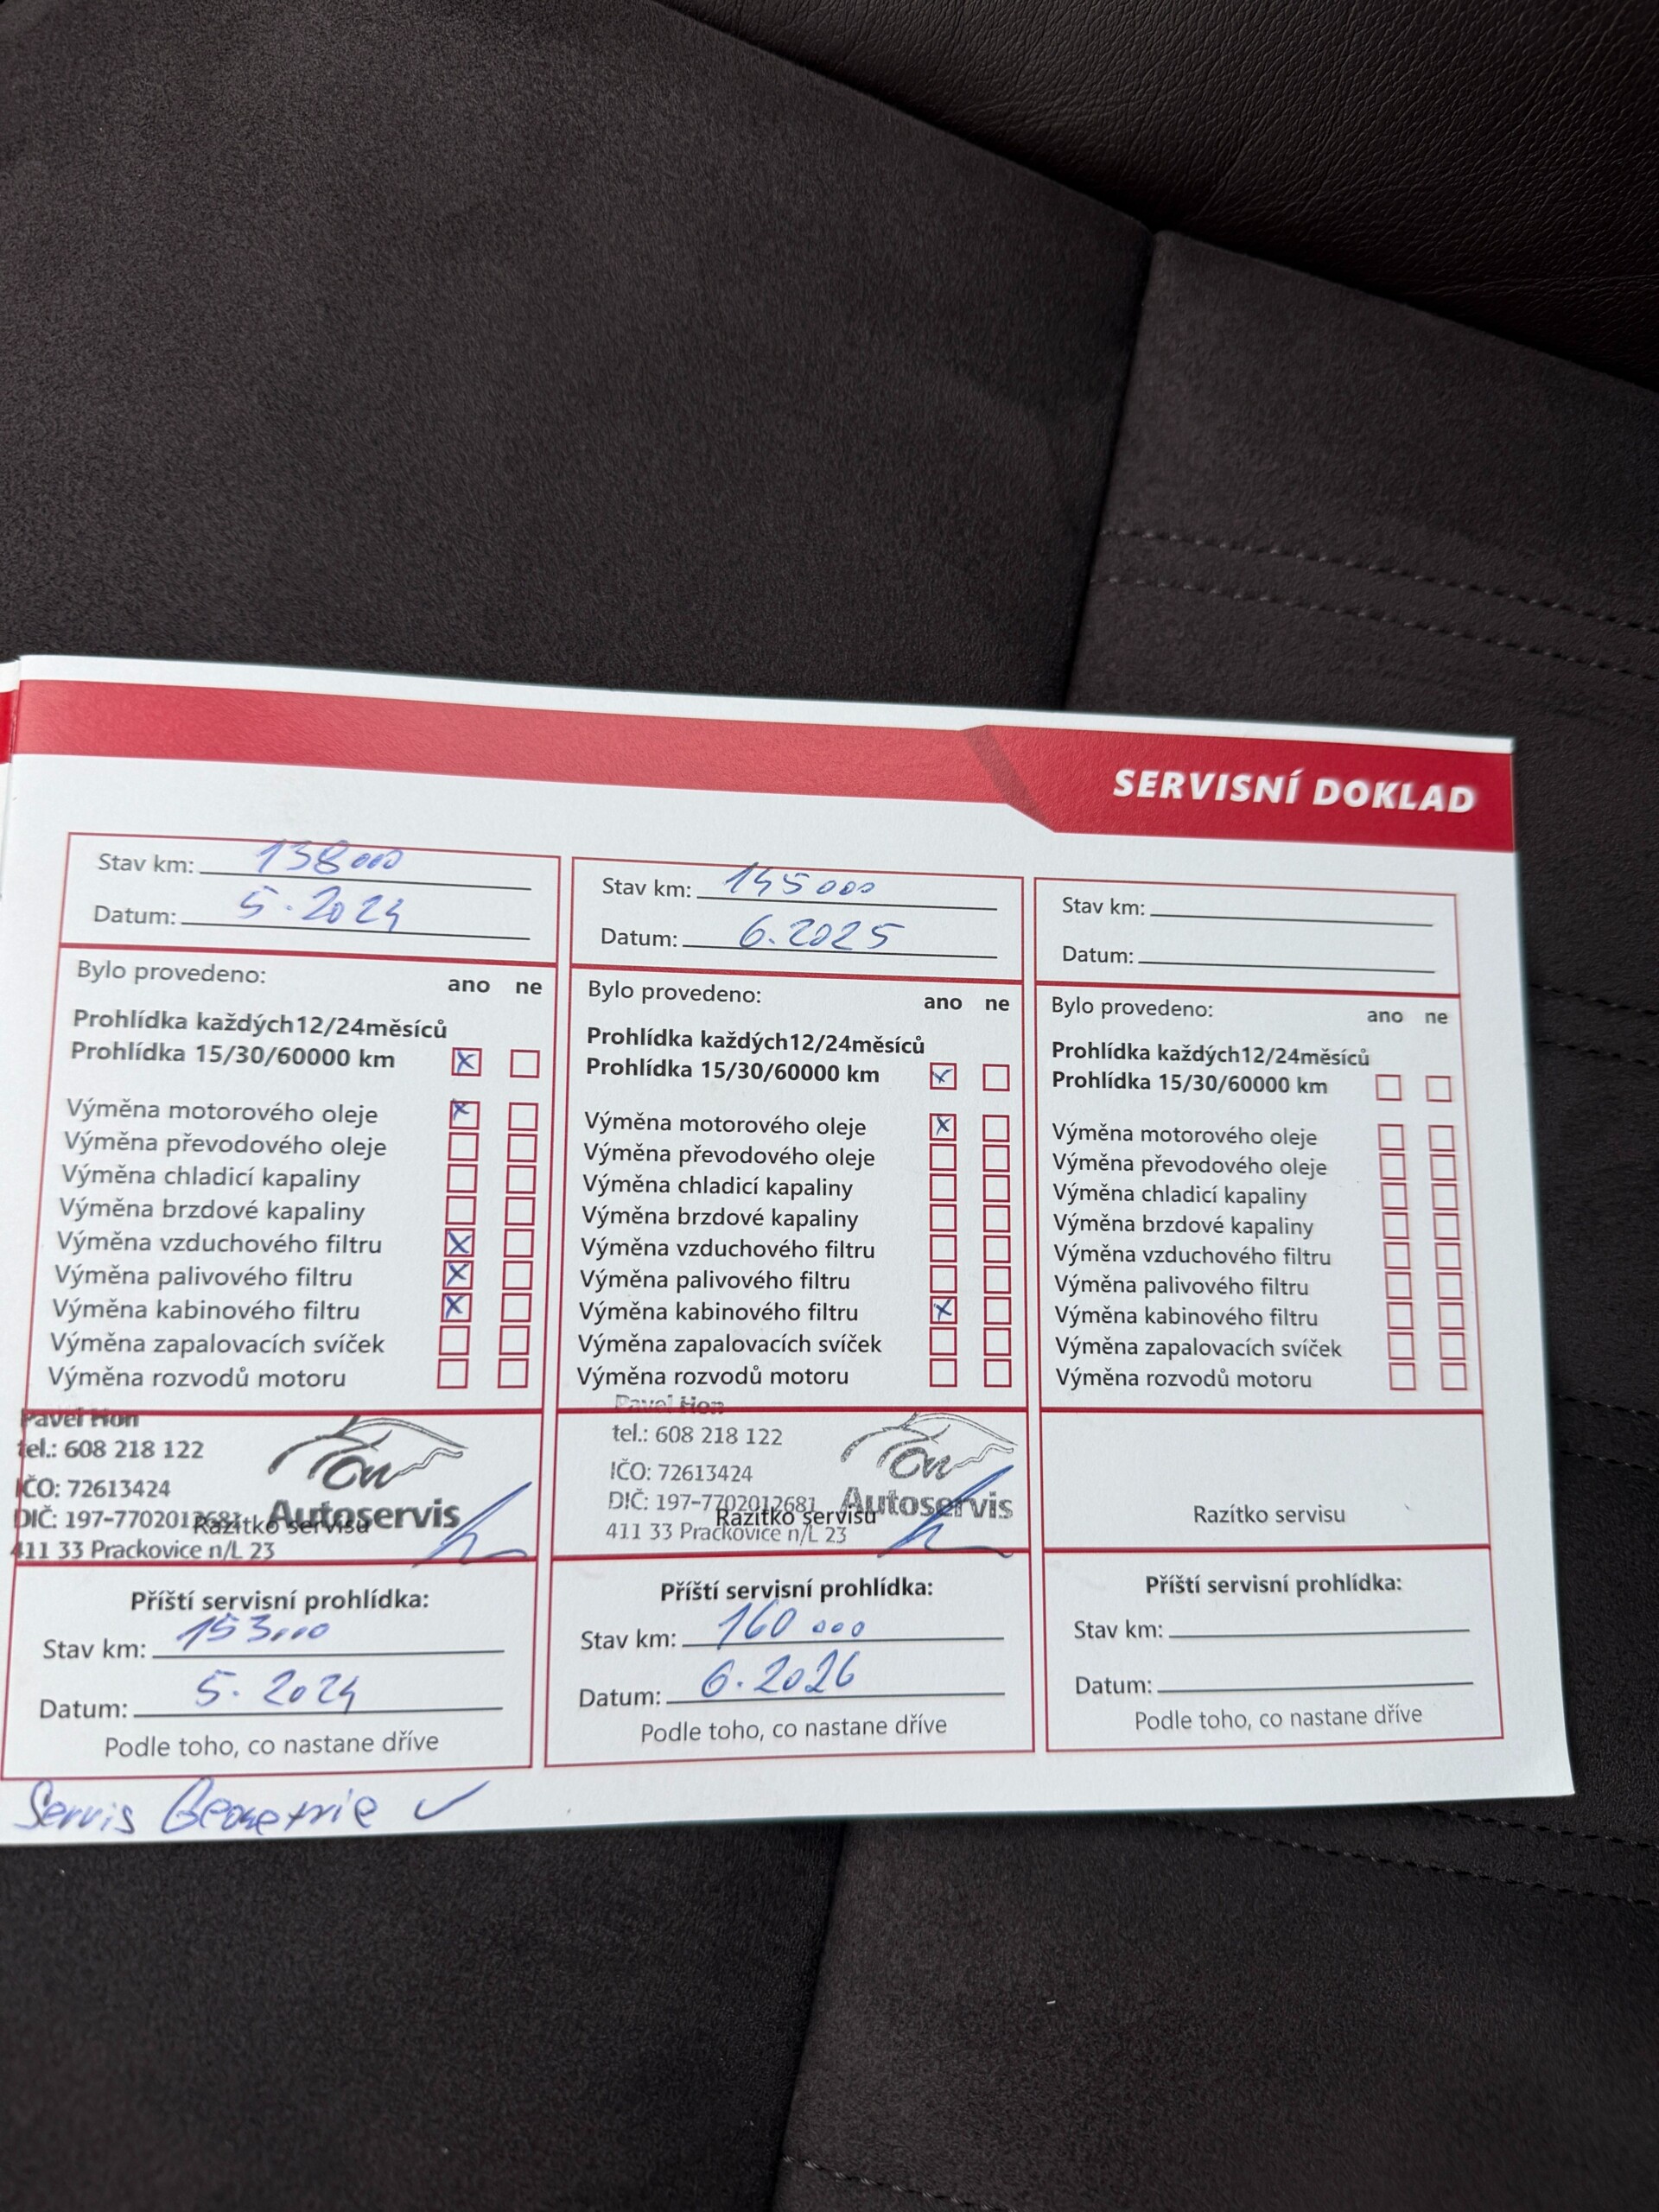 SERVISNÍ DOKLAD
Stav km: 138000
Datum: 5.2024
Bylo provedeno:
ano ne
Prohlídka každých12/24měsíců
Prohlídka 15/30/60000 km
Výměna motorového oleje
Výměna převodového oleje
Výměna chladicí kapaliny
Výměna brzdové kapaliny
Výměna vzduchového filtru
Výměna palivového filtru
Výměna kabinového filtru
Výměna zapalovacích svíček
Výměna rozvodů motoru
Pavel Hon
tel.: 608 218 122
IČO: 72613424
DIČ: 197-7702012681
411 33 Prackovice n/L 23
Hon
Autoservis
Razítko servisu
Příští servisní prohlídka:
Stav km: 153000
Datum: 5. 2024
Podle toho, co nastane dříve
Servis Geometrie ✓
Stav km: 145000
Datum: 6.2025
Bylo provedeno:
ano ne
Prohlídka každých12/24měsíců
Prohlídka 15/30/60000 km
Výměna motorového oleje
Výměna převodového oleje
Výměna chladicí kapaliny
Výměna brzdové kapaliny
Výměna vzduchového filtru
Výměna palivového filtru
Výměna kabinového filtru
Výměna zapalovacích svíček
Výměna rozvodů motoru
Pavel Hon
tel.: 608 218 122
IČO: 72613424
DIČ: 197-7702012681
411 33 Prackovice n/L 23
Hon
Autoservis
Razítko servisu
Příští servisní prohlídka:
Stav km: 160 000
Datum: 6.2026
Podle toho, co nastane dříve
Stav km:
Datum:
Bylo provedeno:
ano ne
Prohlídka každých12/24měsíců
Prohlídka 15/30/60000 km
Výměna motorového oleje
Výměna převodového oleje
Výměna chladicí kapaliny
Výměna brzdové kapaliny
Výměna vzduchového filtru
Výměna palivového filtru
Výměna kabinového filtru
Výměna zapalovacích svíček
Výměna rozvodů motoru
Razítko servisu
Příští servisní prohlídka:
Stav km:
Datum:
Podle toho, co nastane dříve